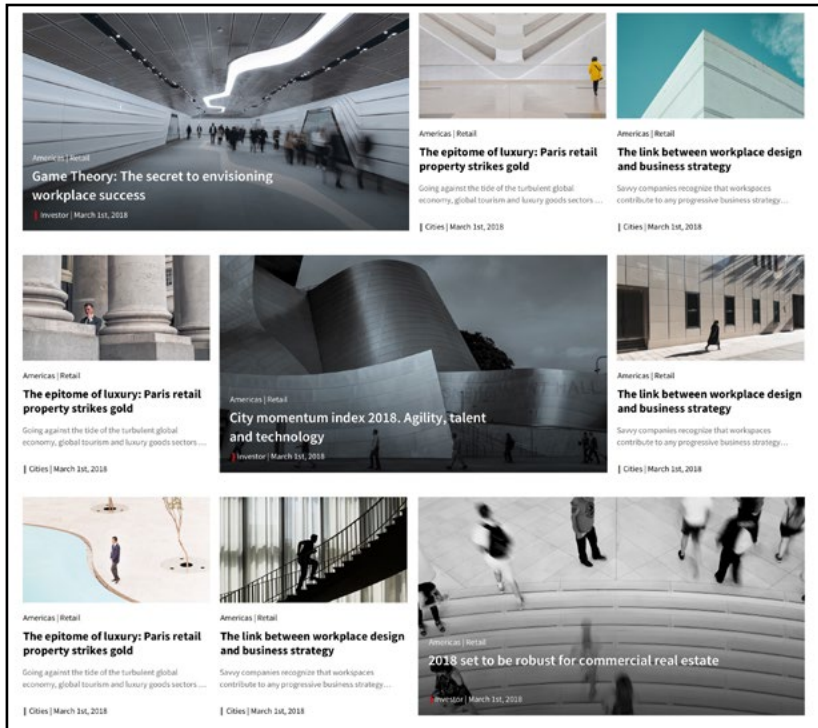 Americas | Retail
Game Theory: The secret to envisioning
workplace success
| Investor | March 1st, 2018
Americas | Retail
The epitome of luxury: Paris retail
property strikes gold
Going against the tide of the turbulent global
economy, global tourism and luxury goods sectors ...
| Cities | March 1st, 2018
Americas | Retail
The link between workplace design
and business strategy
Savvy companies recognize that workspaces
contribute to any progressive business strategy...
| Cities | March 1st, 2018
Americas | Retail
The epitome of luxury: Paris retail
property strikes gold
Going against the tide of the turbulent global
economy, global tourism and luxury goods sectors ...
| Cities | March 1st, 2018
Americas | Retail
City momentum index 2018. Agility, talent
and technology
| Investor | March 1st, 2018
Americas | Retail
The link between workplace design
and business strategy
Savvy companies recognize that workspaces
contribute to any progressive business strategy...
| Cities | March 1st, 2018
Americas | Retail
The epitome of luxury: Paris retail
property strikes gold
Going against the tide of the turbulent global
economy, global tourism and luxury goods sectors ...
| Cities | March 1st, 2018
Americas | Retail
The link between workplace design
and business strategy
Savvy companies recognize that workspaces
contribute to any progressive business strategy...
| Cities | March 1st, 2018
Americas | Retail
2018 set to be robust for commercial real estate
| Investor | March 1st, 2018